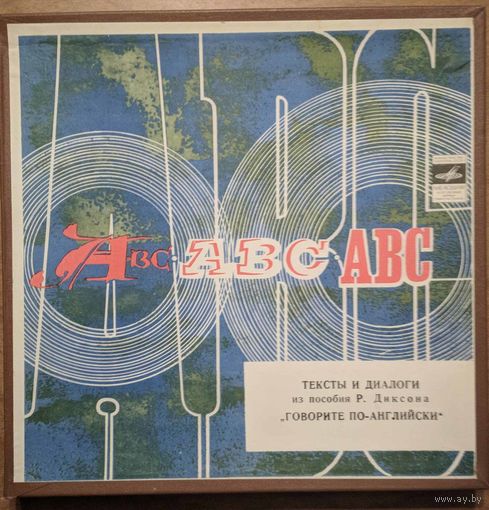 ABC · ABC · ABC
ТЕКСТЫ И ДИАЛОГИ
из пособия Р. Диксона
„ГОВОРИТЕ ПО-АНГЛИЙСКИ“
www.ay.by